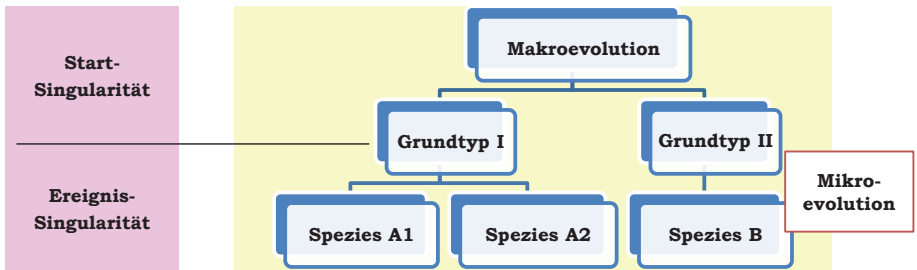 Makroevolution
Start-
Singularität
Grundtyp I
Grundtyp II
Mikro-
evolution
Ereignis-
Singularität
Spezies A1
Spezies A2
Spezies B